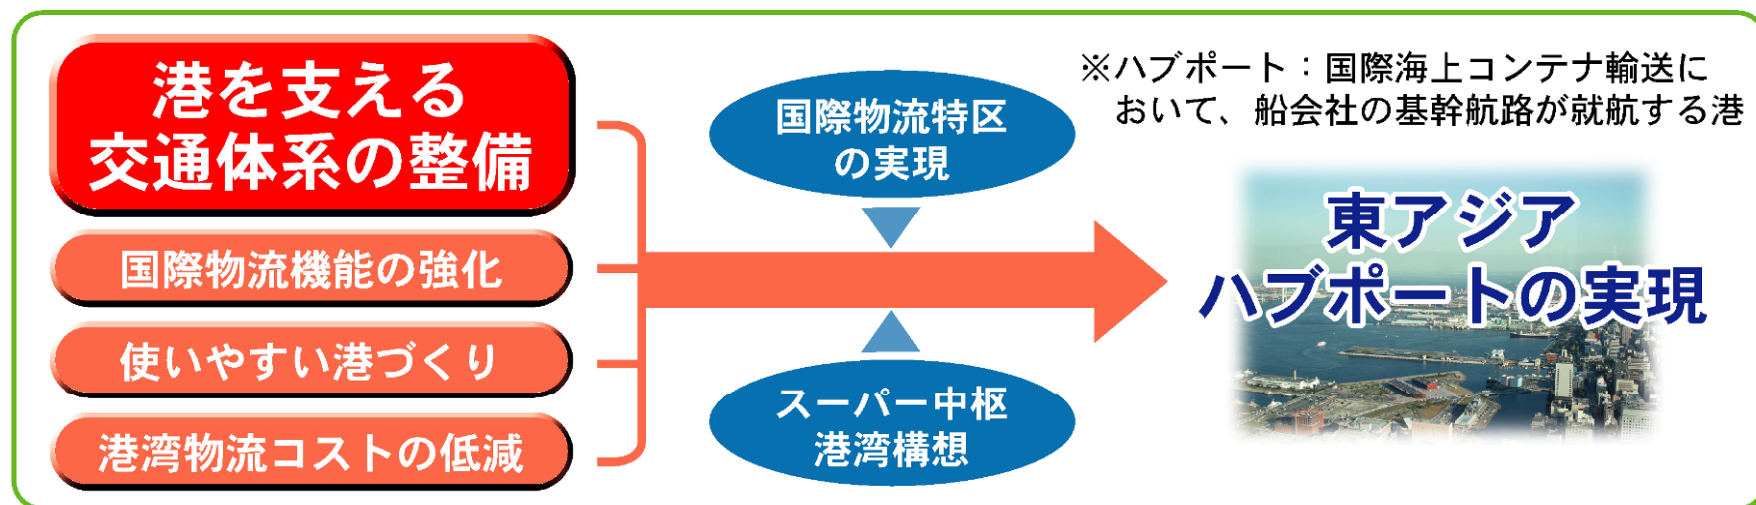 港を支える
交通体系の整備
国際物流機能の強化
使いやすい港づくり
港湾物流コストの低減
国際物流特区
の実現
スーパー中枢
港湾構想
※ハブポート：国際海上コンテナ輸送に
おいて、船会社の基幹航路が就航する港
東アジア
ハブポートの実現